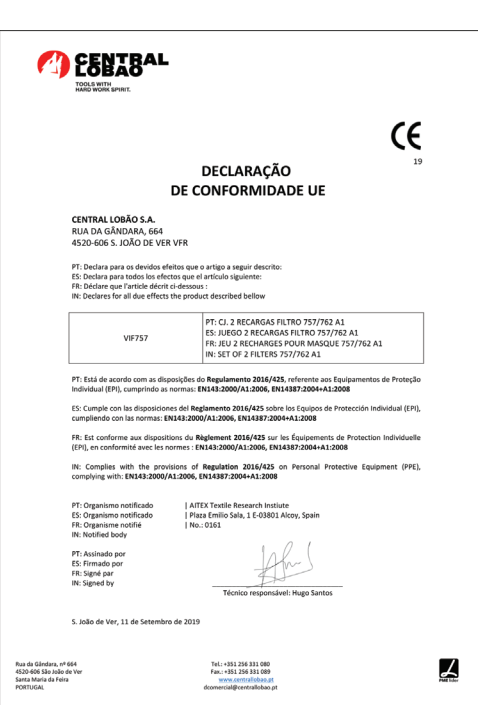 CENTRAL
LOBAO
TOOLS WITH
HARD WORK SPIRIT.
CE
19
DECLARAÇÃO
DE CONFORMIDADE UE
CENTRAL LOBÃO S.A.
RUA DA GÂNDARA, 664
4520-606 S. JOÃO DE VER VFR
PT: Declara para os devidos efeitos que o artigo a seguir descrito:
ES: Declara para todos los efectos que el artículo siguiente:
FR: Déclare que l'article décrit ci-dessous :
IN: Declares for all due effects the product described bellow
VIF757
PT: CJ. 2 RECARGAS FILTRO 757/762 A1
ES: JUEGO 2 RECARGAS FILTRO 757/762 A1
FR: JEU 2 RECHARGES POUR MASQUE 757/762 A1
IN: SET OF 2 FILTERS 757/762 A1
PT: Está de acordo com as disposições do Regulamento 2016/425, referente aos Equipamentos de Proteção
Individual (EPI), cumprindo as normas: EN143:2000/A1:2006, EN14387:2004+A1:2008
ES: Cumple con las disposiciones del Reglamento 2016/425 sobre los Equipos de Protección Individual (EPI),
cumpliendo con las normas: EN143:2000/A1:2006, EN14387:2004+A1:2008
FR: Est conforme aux dispositions du Règlement 2016/425 sur les Équipements de Protection Individuelle
(EPI), en conformité avec les normes : EN143:2000/A1:2006, EN14387:2004+A1:2008
IN: Complies with the provisions of Regulation 2016/425 on Personal Protective Equipment (PPE),
complying with: EN143:2000/A1:2006, EN14387:2004+A1:2008
PT: Organismo notificado | AITEX Textile Research Instiute
ES: Organismo notificado | Plaza Emilio Sala, 1 E-03801 Alcoy, Spain
FR: Organisme notifié | No.: 0161
IN: Notified body
PT: Assinado por
ES: Firmado por
FR: Signé par
IN: Signed by
Técnico responsável: Hugo Santos
S. João de Ver, 11 de Setembro de 2019
Rua da Gândara, nº 664
4520-606 São João de Ver
Santa Maria da Feira
PORTUGAL
Tel.: +351 256 331 080
Fax.: +351 256 331 089
www.centrallobao.pt
dcomercial@centrallobao.pt
PME líder